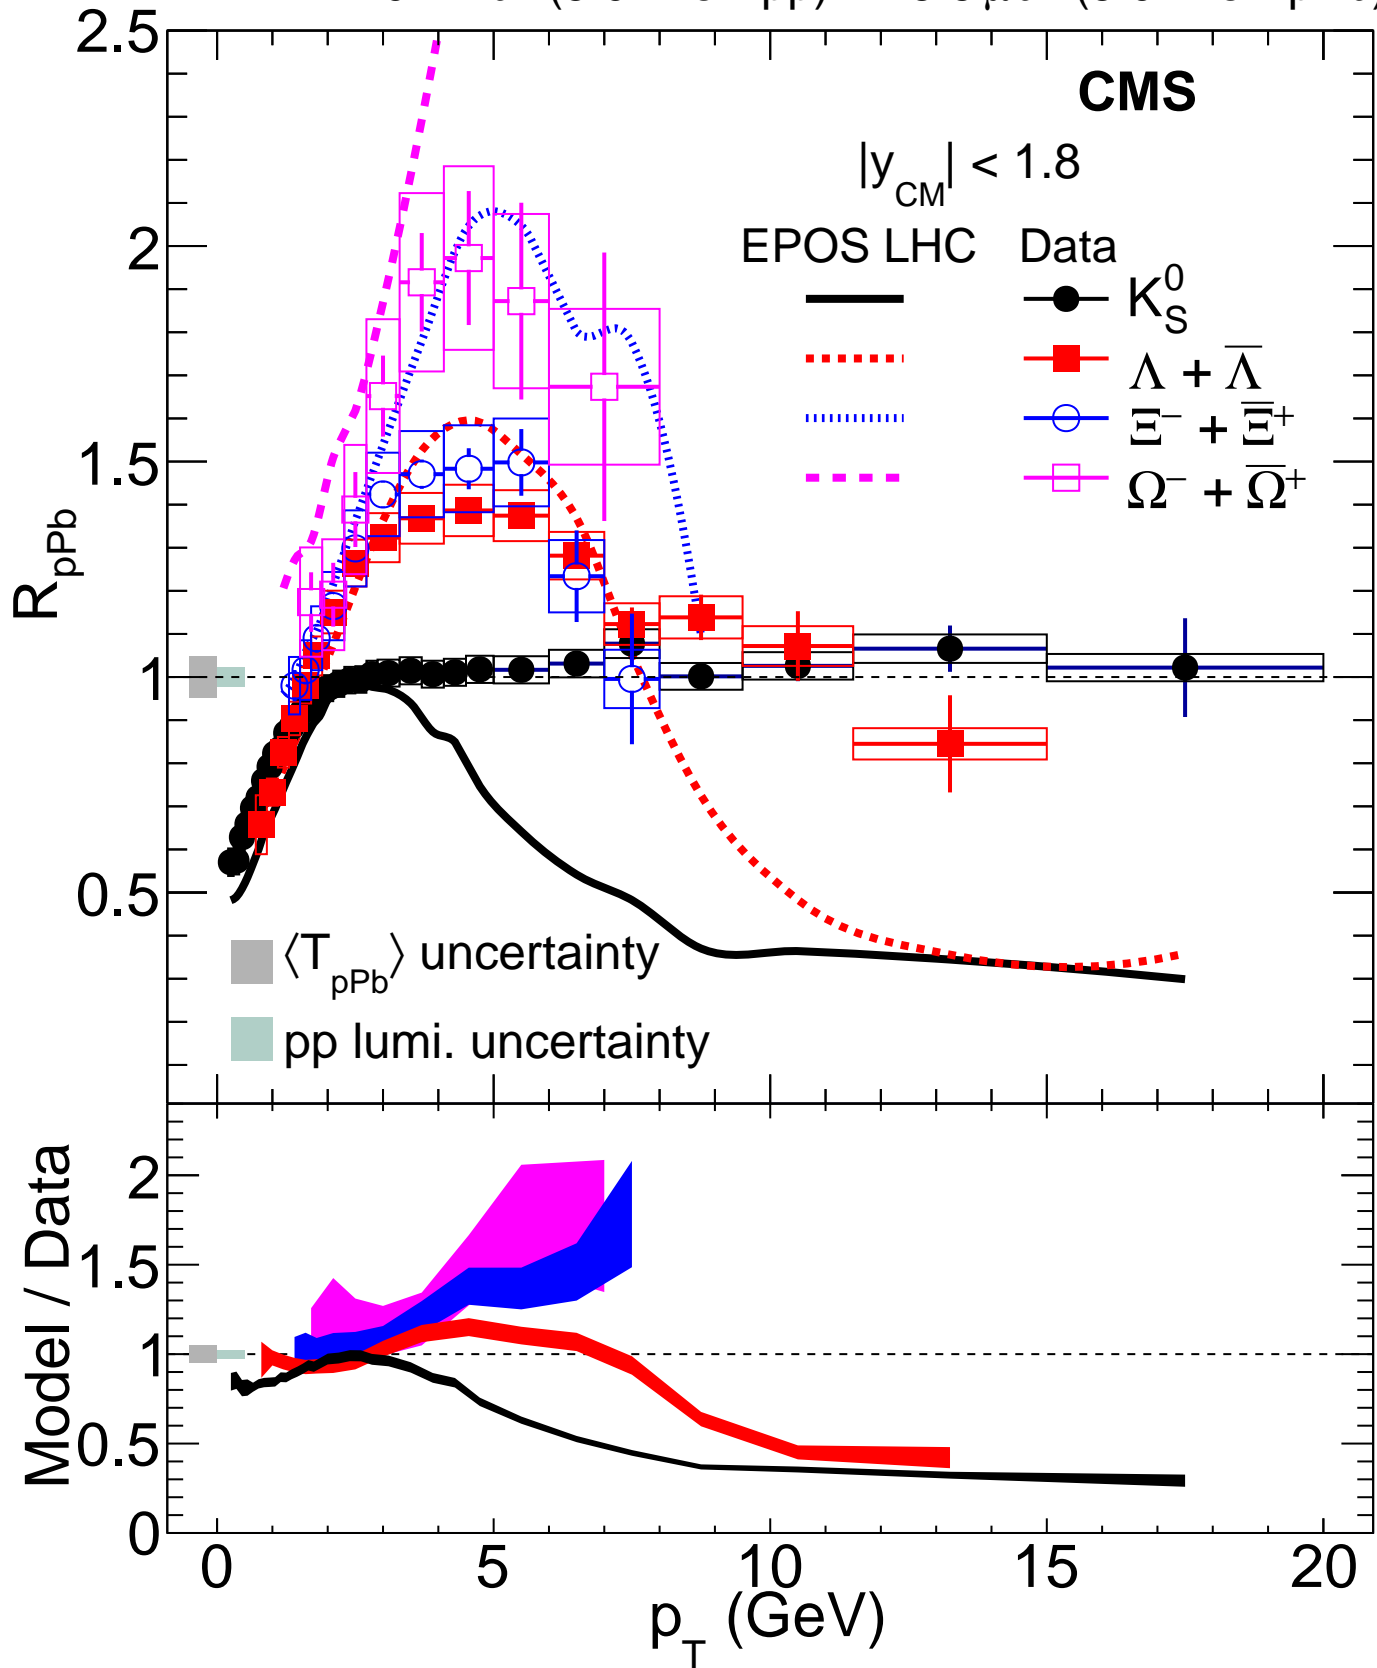 2.5
CMS
|y_CM| < 1.8
EPOS LHC Data
K⁰_S
Λ + Λ̅
Ξ⁻ + Ξ̅⁺
Ω⁻ + Ω̅⁺
2
1.5
1
0.5
R_pPb
⟨T_pPb⟩ uncertainty
pp lumi. uncertainty
2
1.5
1
0.5
0
Model / Data
0 5 10 15 20
p_T (GeV)